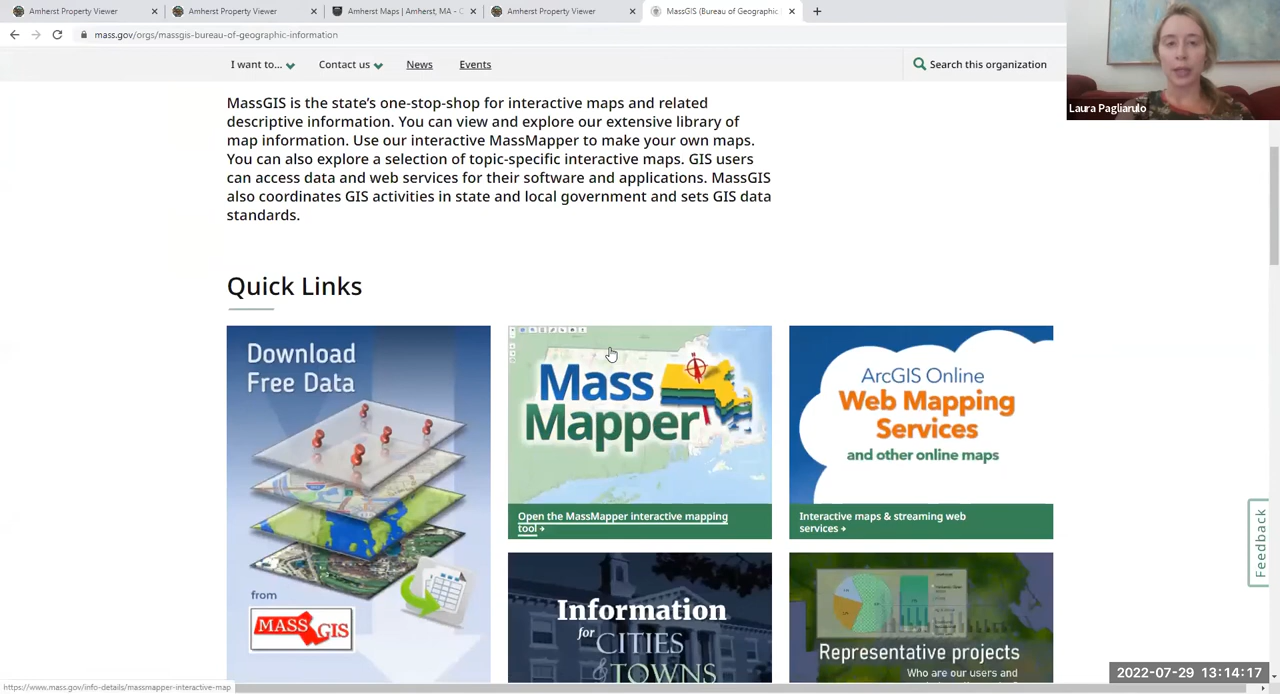 Amherst Property Viewer
Amherst Property Viewer
Amherst Maps | Amherst, MA - C
Amherst Property Viewer
MassGIS (Bureau of Geographic
mass.gov/orgs/massgis-bureau-of-geographic-information
I want to...
Contact us
News
Events
Search this organization
Laura Pagliarulo
MassGIS is the state's one-stop-shop for interactive maps and related
descriptive information. You can view and explore our extensive library of
map information. Use our interactive MassMapper to make your own maps.
You can also explore a selection of topic-specific interactive maps. GIS users
can access data and web services for their software and applications. MassGIS
also coordinates GIS activities in state and local government and sets GIS data
standards.
Quick Links
Download
Free Data
from
MASS GIS
Mass
Mapper
Open the MassMapper interactive mapping
tool
ArcGIS Online
Web Mapping
Services
and other online maps
Interactive maps & streaming web
services
Information
for CITIES
& TOWNS
Representative projects
Who are our users and
Feedback
2022-07-29 13:14:17
https://www.mass.gov/info-details/massmapper-interactive-map